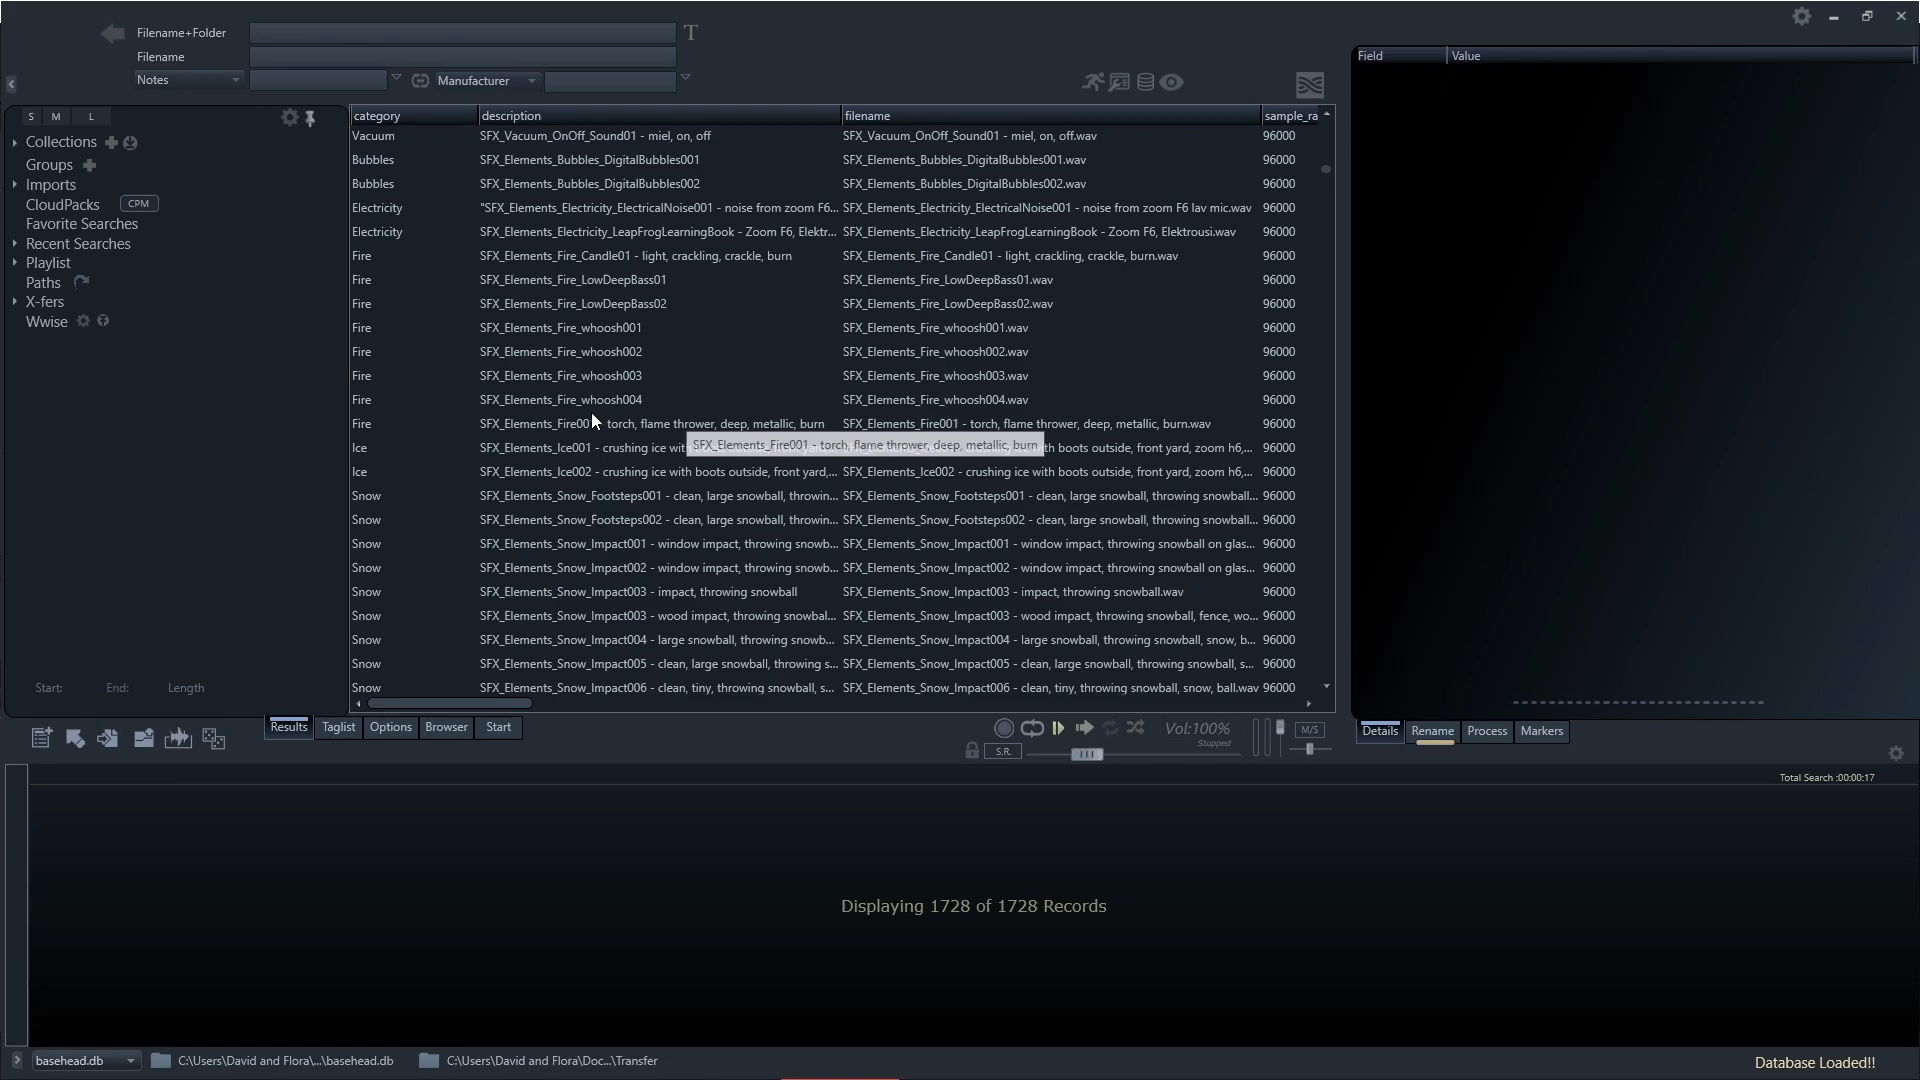 Filename+Folder
T
Filename
Notes
Manufacturer
Field Value
S M L
Collections
Groups
Imports
CloudPacks CPM
Favorite Searches
Recent Searches
Playlist
Paths
X-fers
Wwise
Start: End: Length
category description filename sample_ra
Vacuum SFX_Vacuum_OnOff_Sound01 - miel, on, off SFX_Vacuum_OnOff_Sound01 - miel, on, off.wav 96000
Bubbles SFX_Elements_Bubbles_DigitalBubbles001 SFX_Elements_Bubbles_DigitalBubbles001.wav 96000
Bubbles SFX_Elements_Bubbles_DigitalBubbles002 SFX_Elements_Bubbles_DigitalBubbles002.wav 96000
Electricity "SFX_Elements_Electricity_ElectricalNoise001 - noise from zoom F6... SFX_Elements_Electricity_ElectricalNoise001 - noise from zoom F6 lav mic.wav 96000
Electricity SFX_Elements_Electricity_LeapFrogLearningBook - Zoom F6, Elektr... SFX_Elements_Electricity_LeapFrogLearningBook - Zoom F6, Elektrousi.wav 96000
Fire SFX_Elements_Fire_Candle01 - light, crackling, crackle, burn SFX_Elements_Fire_Candle01 - light, crackling, crackle, burn.wav 96000
Fire SFX_Elements_Fire_LowDeepBass01 SFX_Elements_Fire_LowDeepBass01.wav 96000
Fire SFX_Elements_Fire_LowDeepBass02 SFX_Elements_Fire_LowDeepBass02.wav 96000
Fire SFX_Elements_Fire_whoosh001 SFX_Elements_Fire_whoosh001.wav 96000
Fire SFX_Elements_Fire_whoosh002 SFX_Elements_Fire_whoosh002.wav 96000
Fire SFX_Elements_Fire_whoosh003 SFX_Elements_Fire_whoosh003.wav 96000
Fire SFX_Elements_Fire_whoosh004 SFX_Elements_Fire_whoosh004.wav 96000
Fire SFX_Elements_Fire00 torch, flame thrower, deep, metallic, burn SFX_Elements_Fire001 - torch, flame thrower, deep, metallic, burn.wav 96000
SFX_Elements_Fire001 - torch, flame thrower, deep, metallic, burn
Ice SFX_Elements_Ice001 - crushing ice wit th boots outside, front yard, zoom h6,... 96000
Ice SFX_Elements_Ice002 - crushing ice with boots outside, front yard,... SFX_Elements_Ice002 - crushing ice with boots outside, front yard, zoom h6,... 96000
Snow SFX_Elements_Snow_Footsteps001 - clean, large snowball, throwin... SFX_Elements_Snow_Footsteps001 - clean, large snowball, throwing snowball... 96000
Snow SFX_Elements_Snow_Footsteps002 - clean, large snowball, throwin... SFX_Elements_Snow_Footsteps002 - clean, large snowball, throwing snowball... 96000
Snow SFX_Elements_Snow_Impact001 - window impact, throwing snowb... SFX_Elements_Snow_Impact001 - window impact, throwing snowball on glas... 96000
Snow SFX_Elements_Snow_Impact002 - window impact, throwing snowb... SFX_Elements_Snow_Impact002 - window impact, throwing snowball on glas... 96000
Snow SFX_Elements_Snow_Impact003 - impact, throwing snowball SFX_Elements_Snow_Impact003 - impact, throwing snowball.wav 96000
Snow SFX_Elements_Snow_Impact003 - wood impact, throwing snowbal... SFX_Elements_Snow_Impact003 - wood impact, throwing snowball, fence, wo... 96000
Snow SFX_Elements_Snow_Impact004 - large snowball, throwing snowb... SFX_Elements_Snow_Impact004 - large snowball, throwing snowball, snow, b... 96000
Snow SFX_Elements_Snow_Impact005 - clean, large snowball, throwing s... SFX_Elements_Snow_Impact005 - clean, large snowball, throwing snowball, s... 96000
Snow SFX_Elements_Snow_Impact006 - clean, tiny, throwing snowball, s... SFX_Elements_Snow_Impact006 - clean, tiny, throwing snowball, snow, ball.wav 96000
Results Taglist Options Browser Start
Vol:100%
Stopped
S.R.
M/S
Details Rename Process Markers
Total Search :00:00:17
Displaying 1728 of 1728 Records
basehead.db C:\Users\David and Flora\...\basehead.db C:\Users\David and Flora\Doc...\Transfer
Database Loaded!!